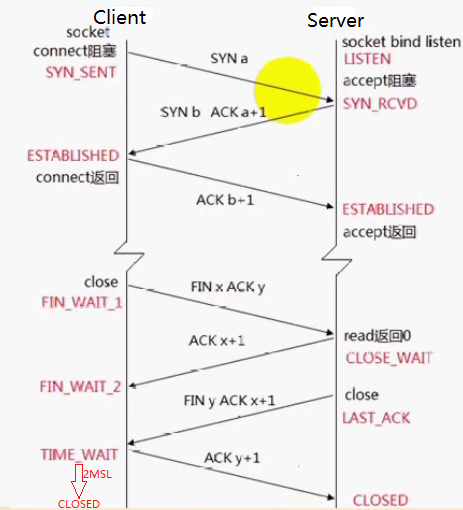 Client
Server
socket
connect阻塞
SYN_SENT
SYN a
socket bind listen
LISTEN
accept阻塞
SYN_RCVD
SYN b ACK a+1
ESTABLISHED
connect返回
ACK b+1
ESTABLISHED
accept返回
close
FIN_WAIT_1
FIN x ACK y
read返回0
CLOSE_WAIT
ACK x+1
FIN_WAIT_2
close
LAST_ACK
FIN y ACK x+1
TIME_WAIT
2MSL
CLOSED
ACK y+1
CLOSED